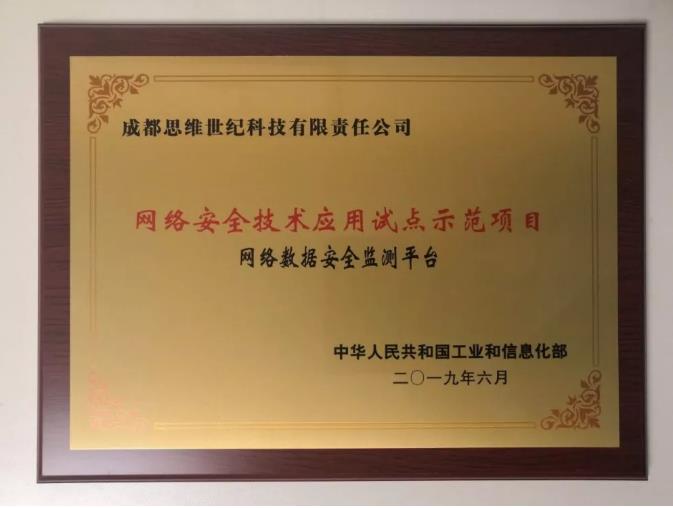 成都思维世纪科技有限责任公司
网络安全技术应用试点示范项目
网络数据安全监测平台
中华人民共和国工业和信息化部
二〇一九年六月